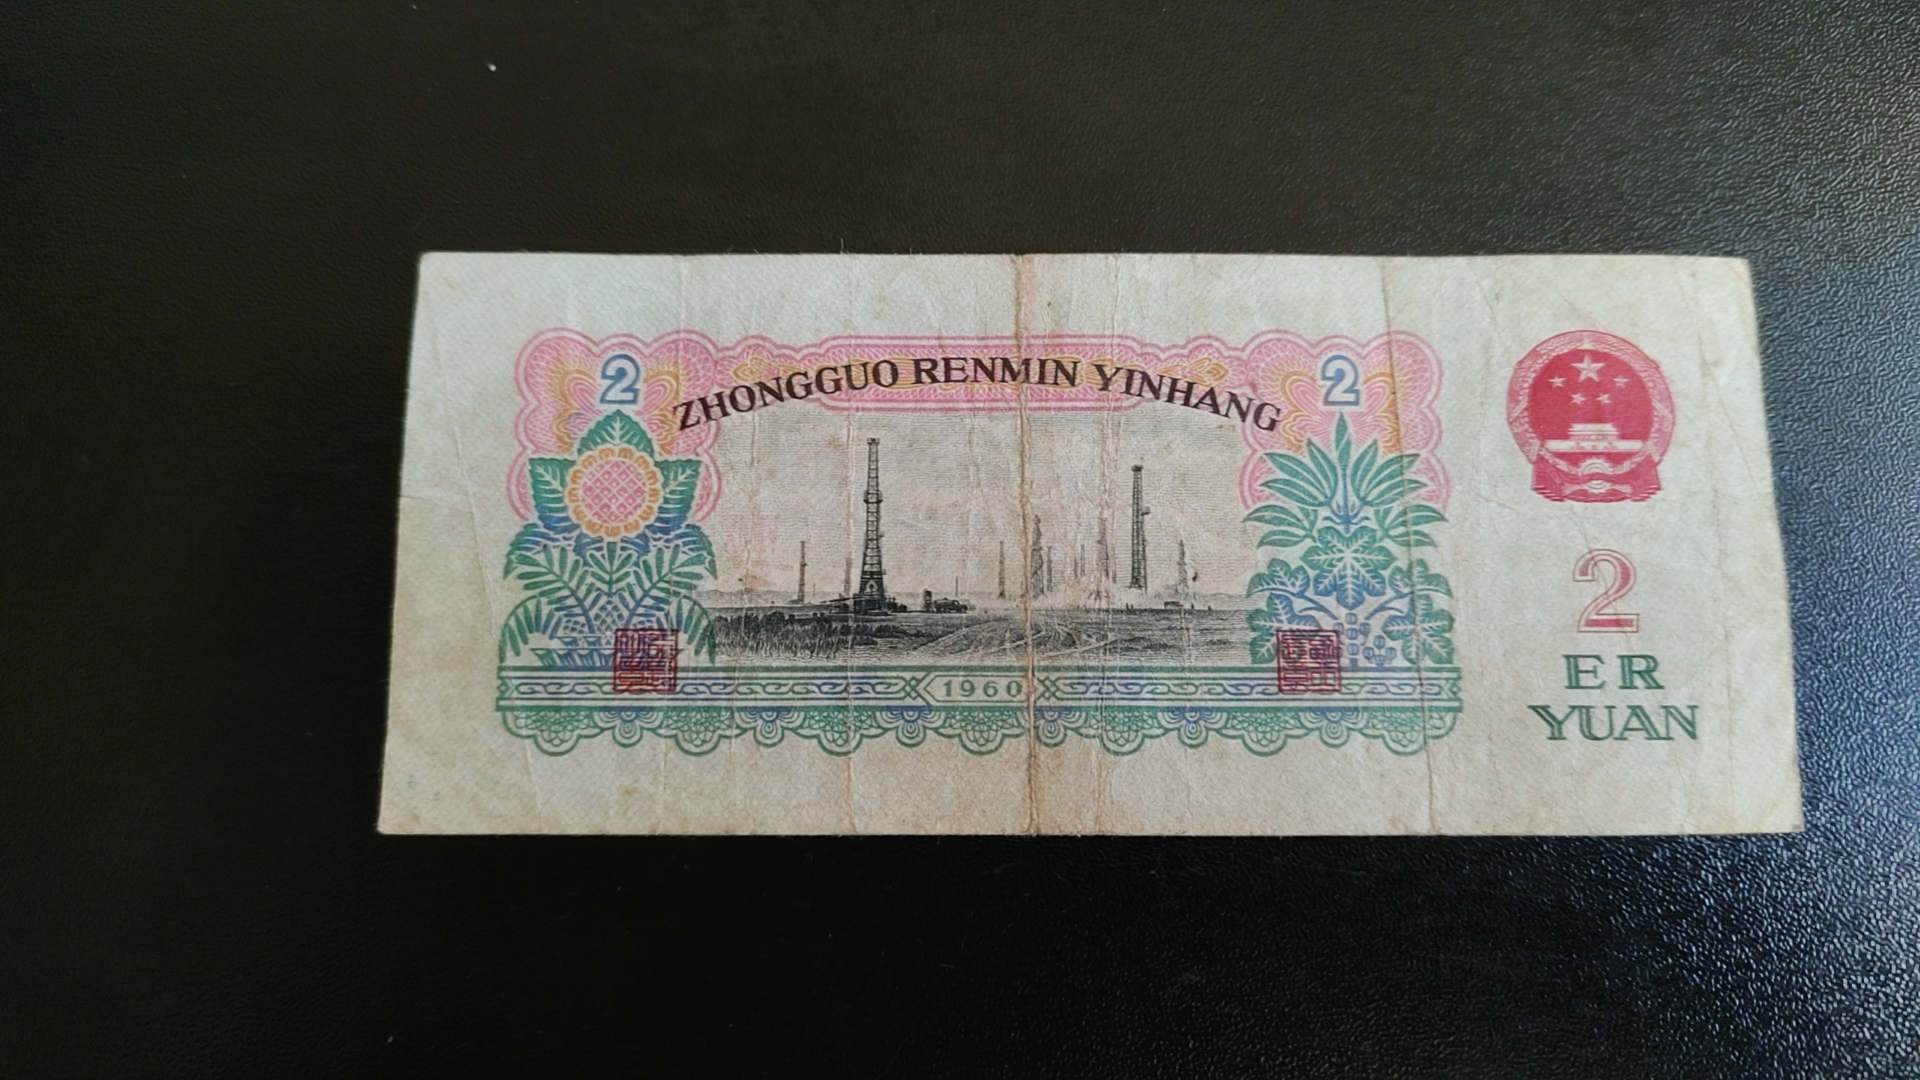 2
ZHONGGUO RENMIN YINHANG
2
1960
2
ER
YUAN